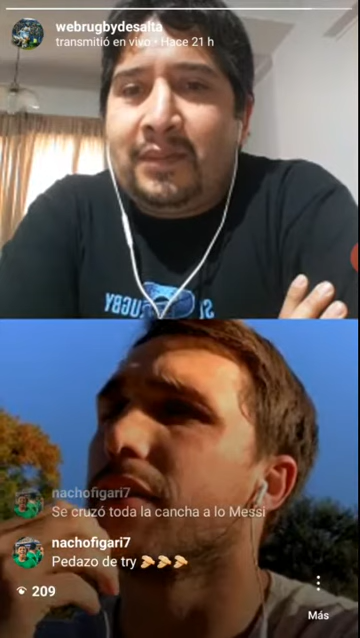 webrugbydesalta
transmitió en vivo • Hace 21 h
RUGBY
nachofigari7
Se cruzó toda la cancha a lo Messi
nachofigari7
Pedazo de try
209
Más